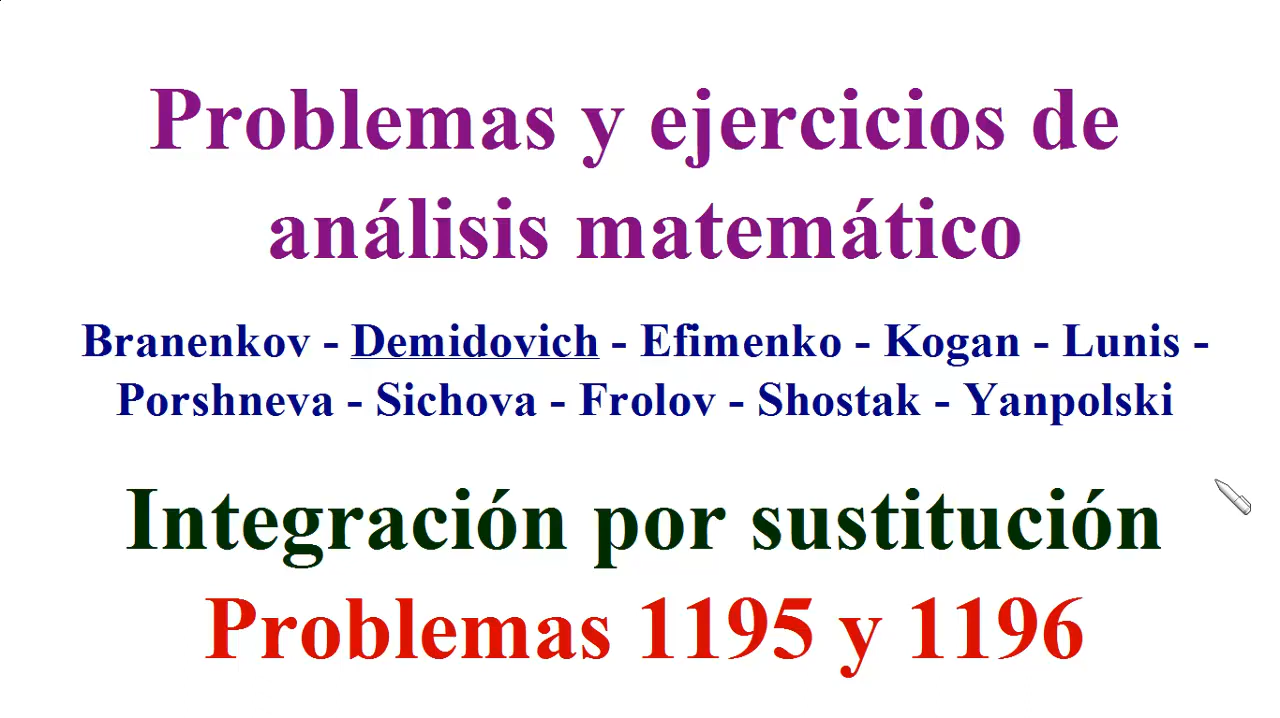 Problemas y ejercicios de
análisis matemático
Branenkov - Demidovich - Efimenko - Kogan - Lunis -
Porshneva - Sichova - Frolov - Shostak - Yanpolski
Integración por sustitución
Problemas 1195 y 1196